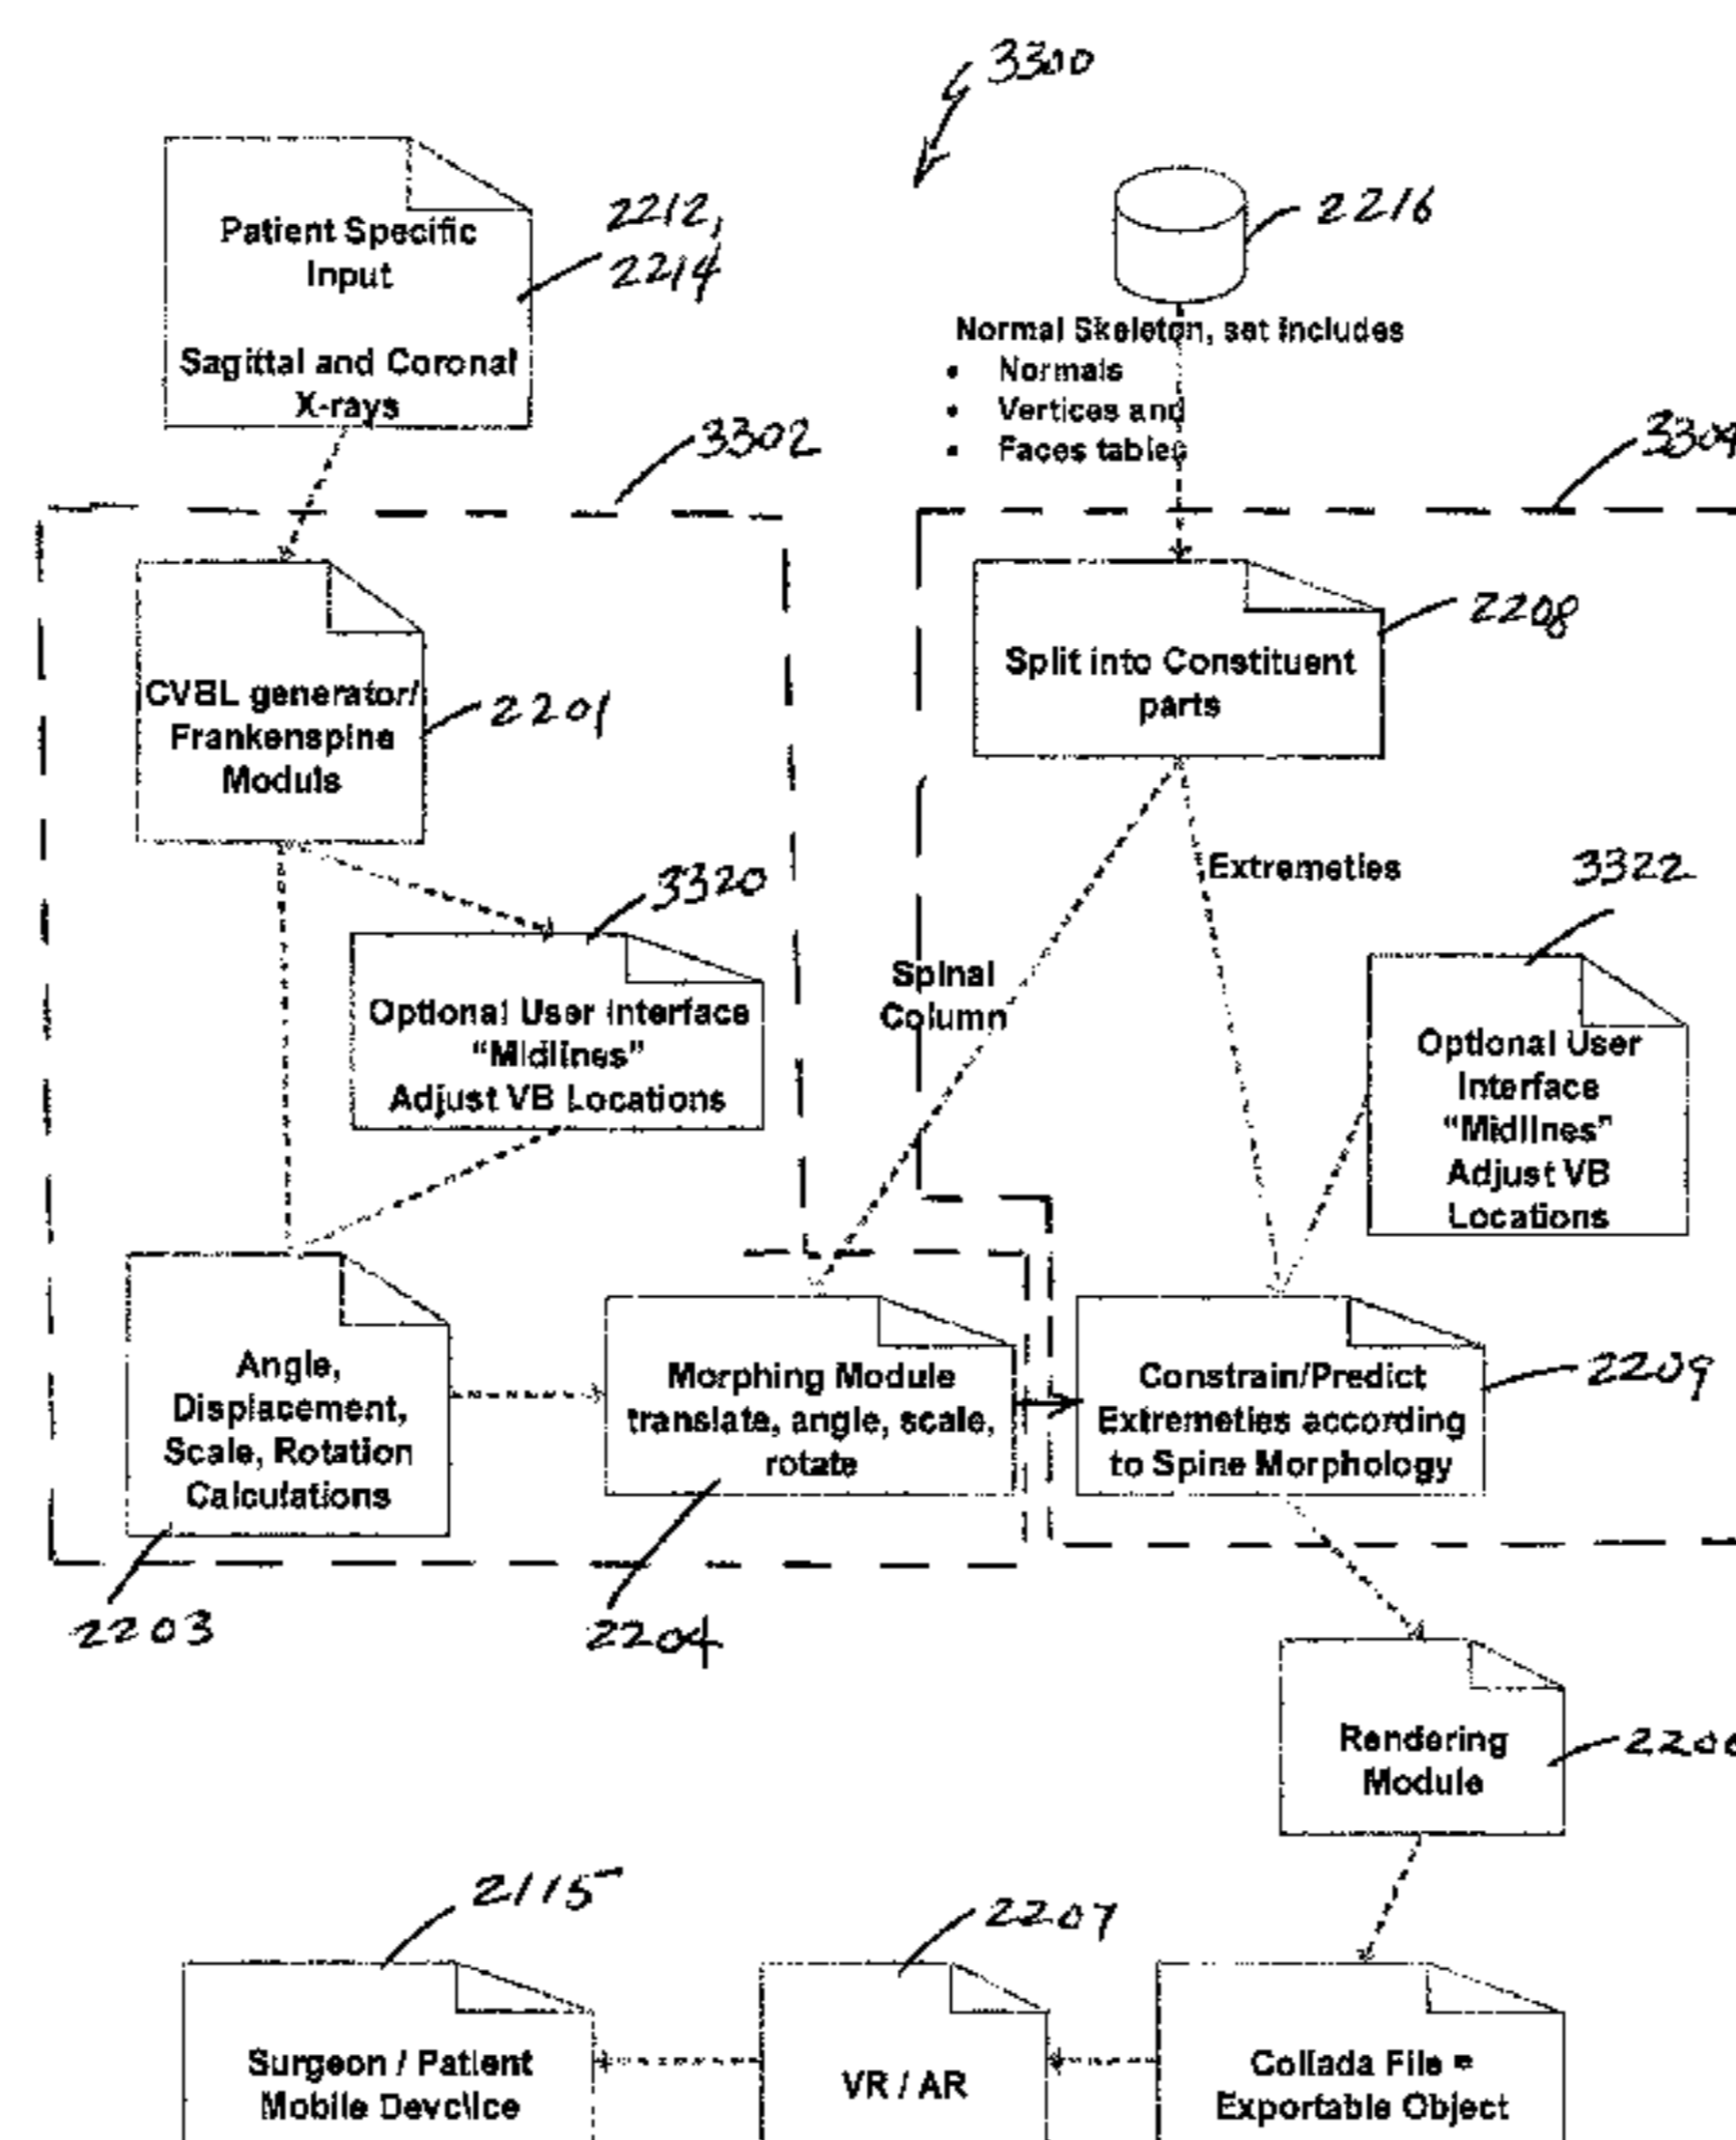 3300
Patient Specific
Input
Sagittal and Coronal
X-rays
2212,
2214
2216
Normal Skeleton, set includes
• Normals
• Vertices and
• Faces tables
3302
CVBL generator/
Frankenspine
Moduls
2201
2208
Split into Constituent
parts
Extremeties
Spinal
Column
3320
Optional User Interface
“Midlines”
Adjust VB Locations
3322
Optional User
Interface
“Midlines”
Adjust VB
Locations
Angle,
Displacement,
Scale, Rotation
Calculations
Morphing Module
translate, angle, scale,
rotate
Constrain/Predict
Extremeties according
to Spine Morphology
2209
2203
2204
Rendering
Module
2115
2207
Surgeon / Patient
Mobile Devc\ice
VR / AR
Collada File =
Exportable Object